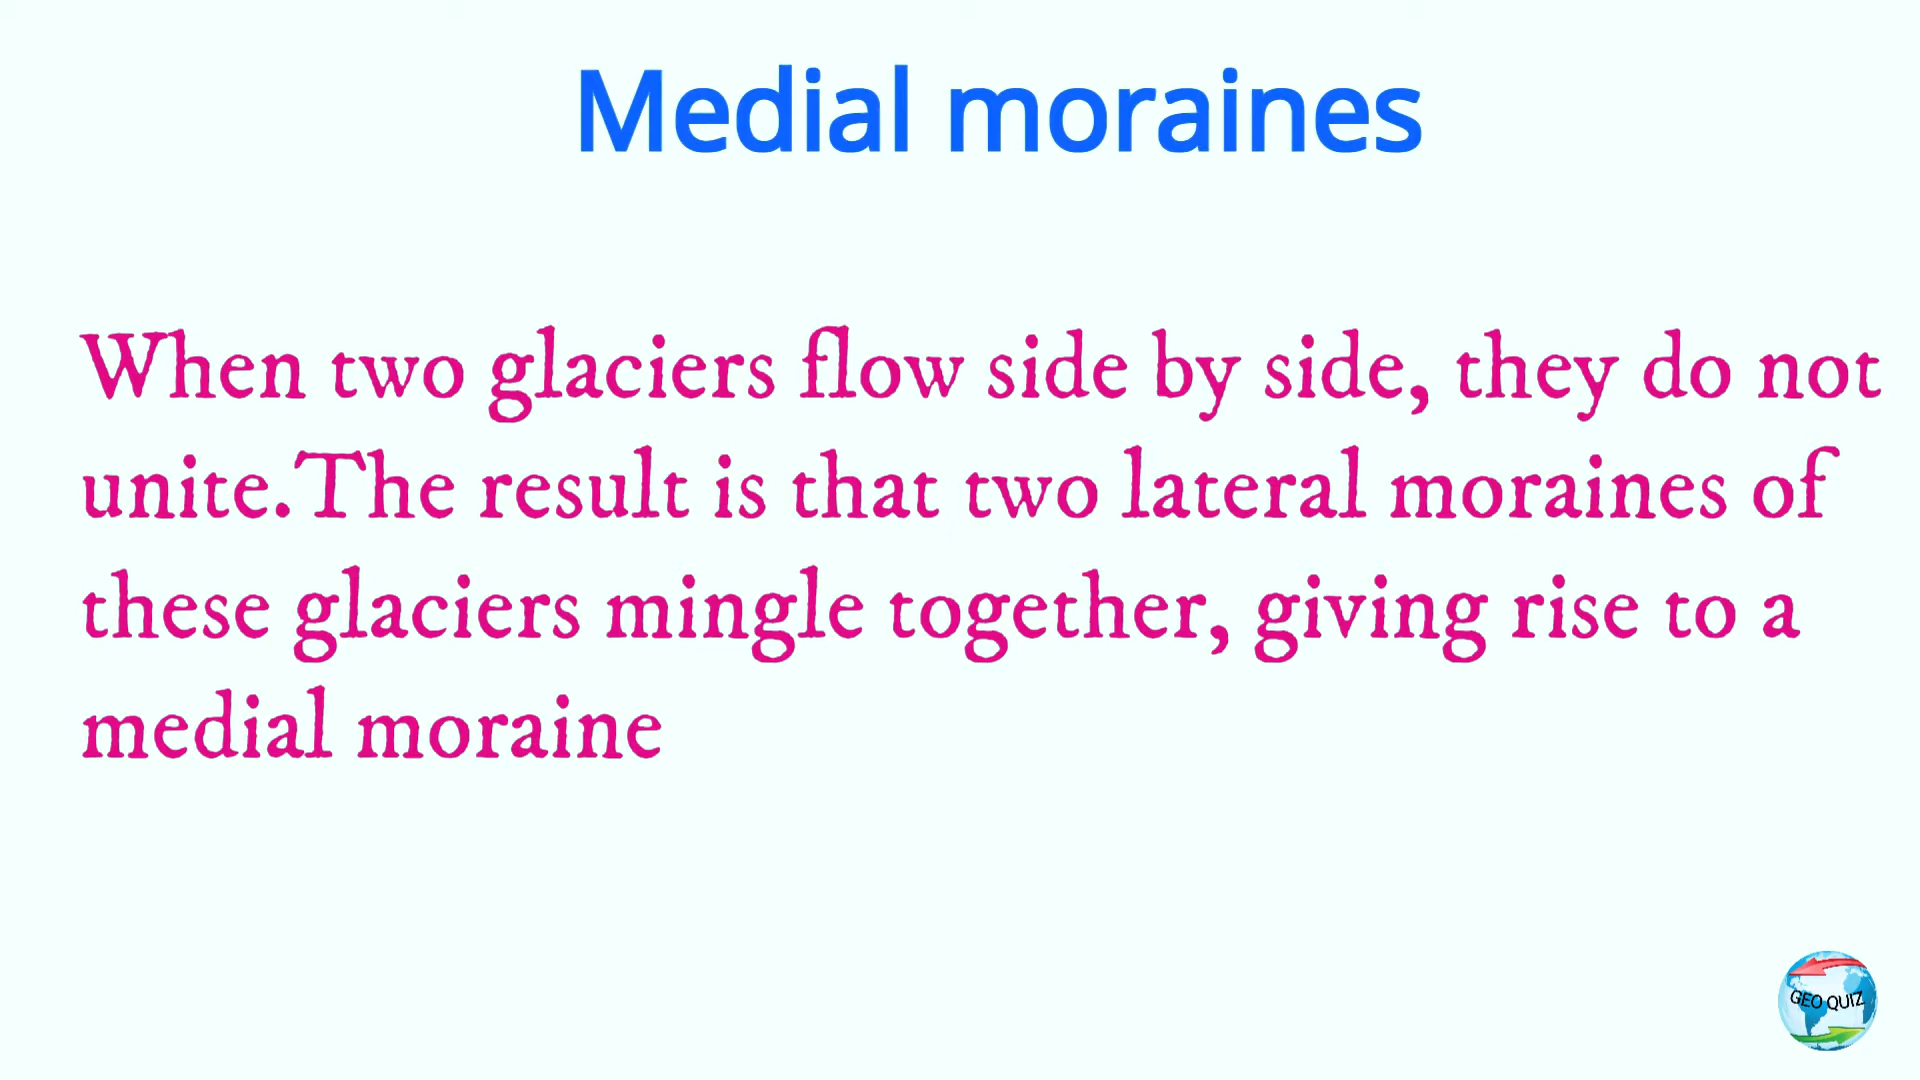 Medial moraines
When two glaciers flow side by side, they do not
unite.The result is that two lateral moraines of
these glaciers mingle together, giving rise to a
medial moraine
GEO QUIZ